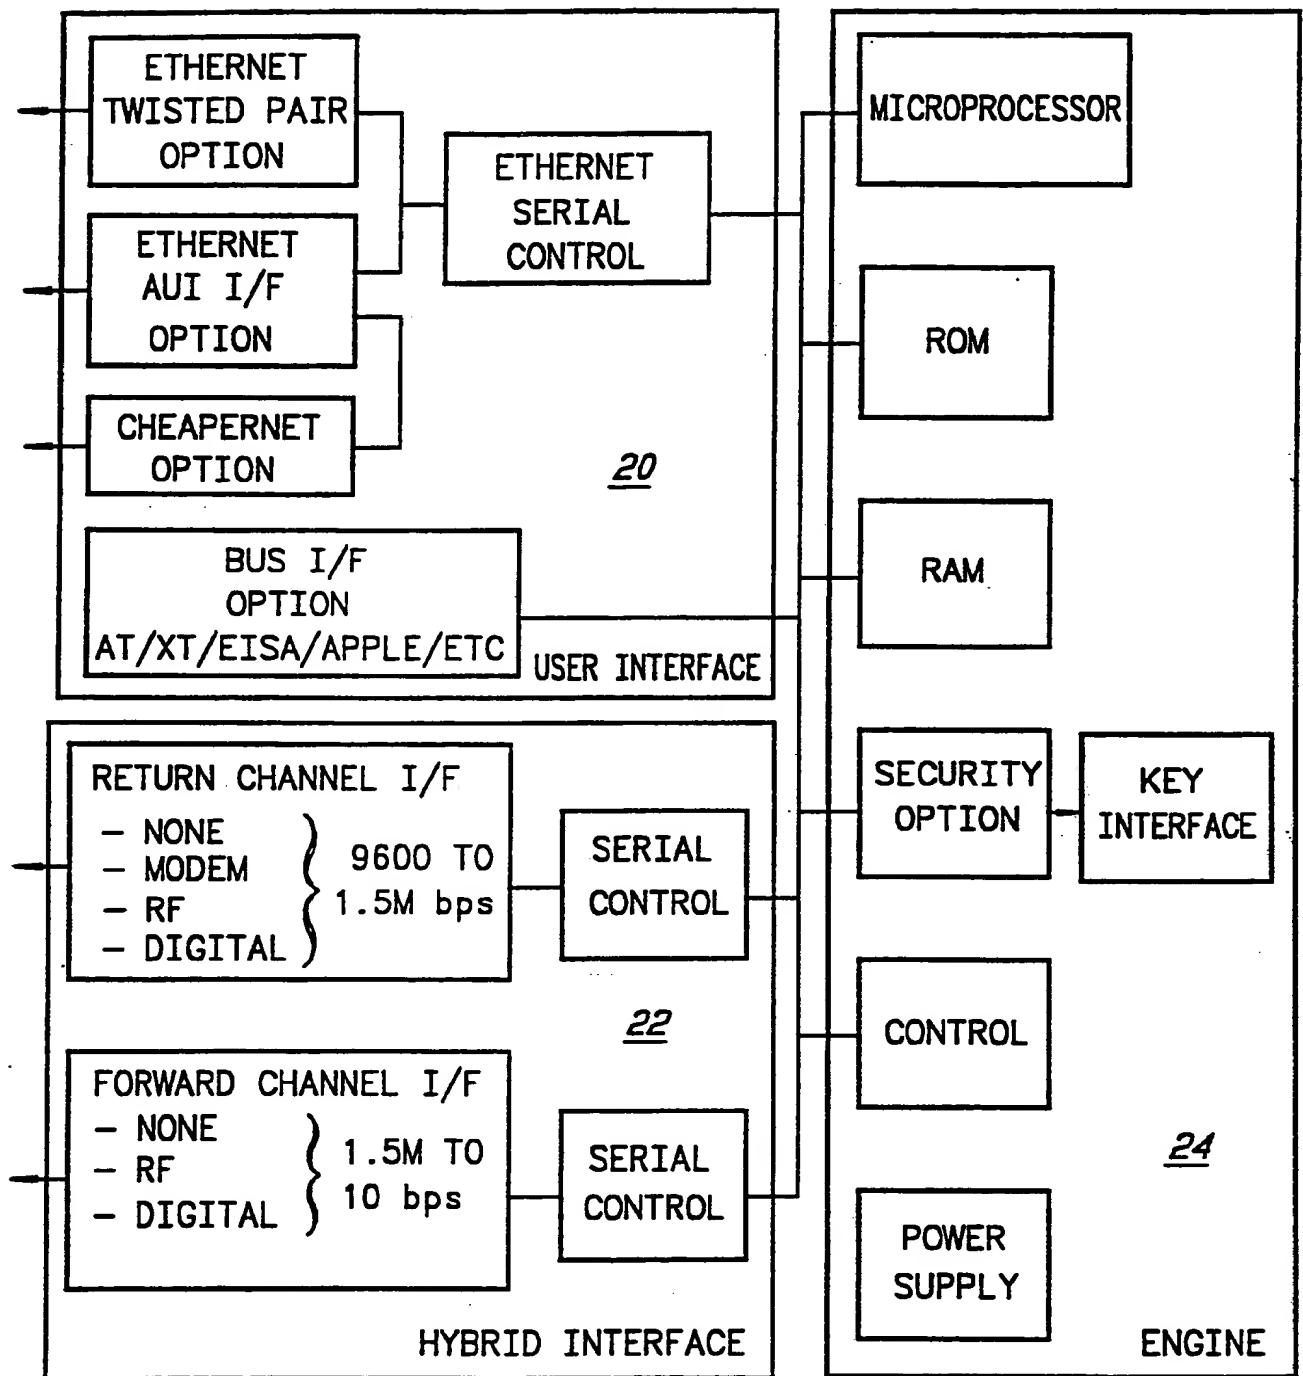 ETHERNET
TWISTED PAIR
OPTION
ETHERNET
AUI I/F
OPTION
CHEAPERNET
OPTION
ETHERNET
SERIAL
CONTROL
20
BUS I/F
OPTION
AT/XT/EISA/APPLE/ETC
USER INTERFACE
RETURN CHANNEL I/F
- NONE
- MODEM
- RF
- DIGITAL
9600 TO
1.5M bps
SERIAL
CONTROL
22
FORWARD CHANNEL I/F
- NONE
- RF
- DIGITAL
1.5M TO
10 bps
SERIAL
CONTROL
HYBRID INTERFACE
MICROPROCESSOR
ROM
RAM
SECURITY
OPTION
KEY
INTERFACE
CONTROL
24
POWER
SUPPLY
ENGINE